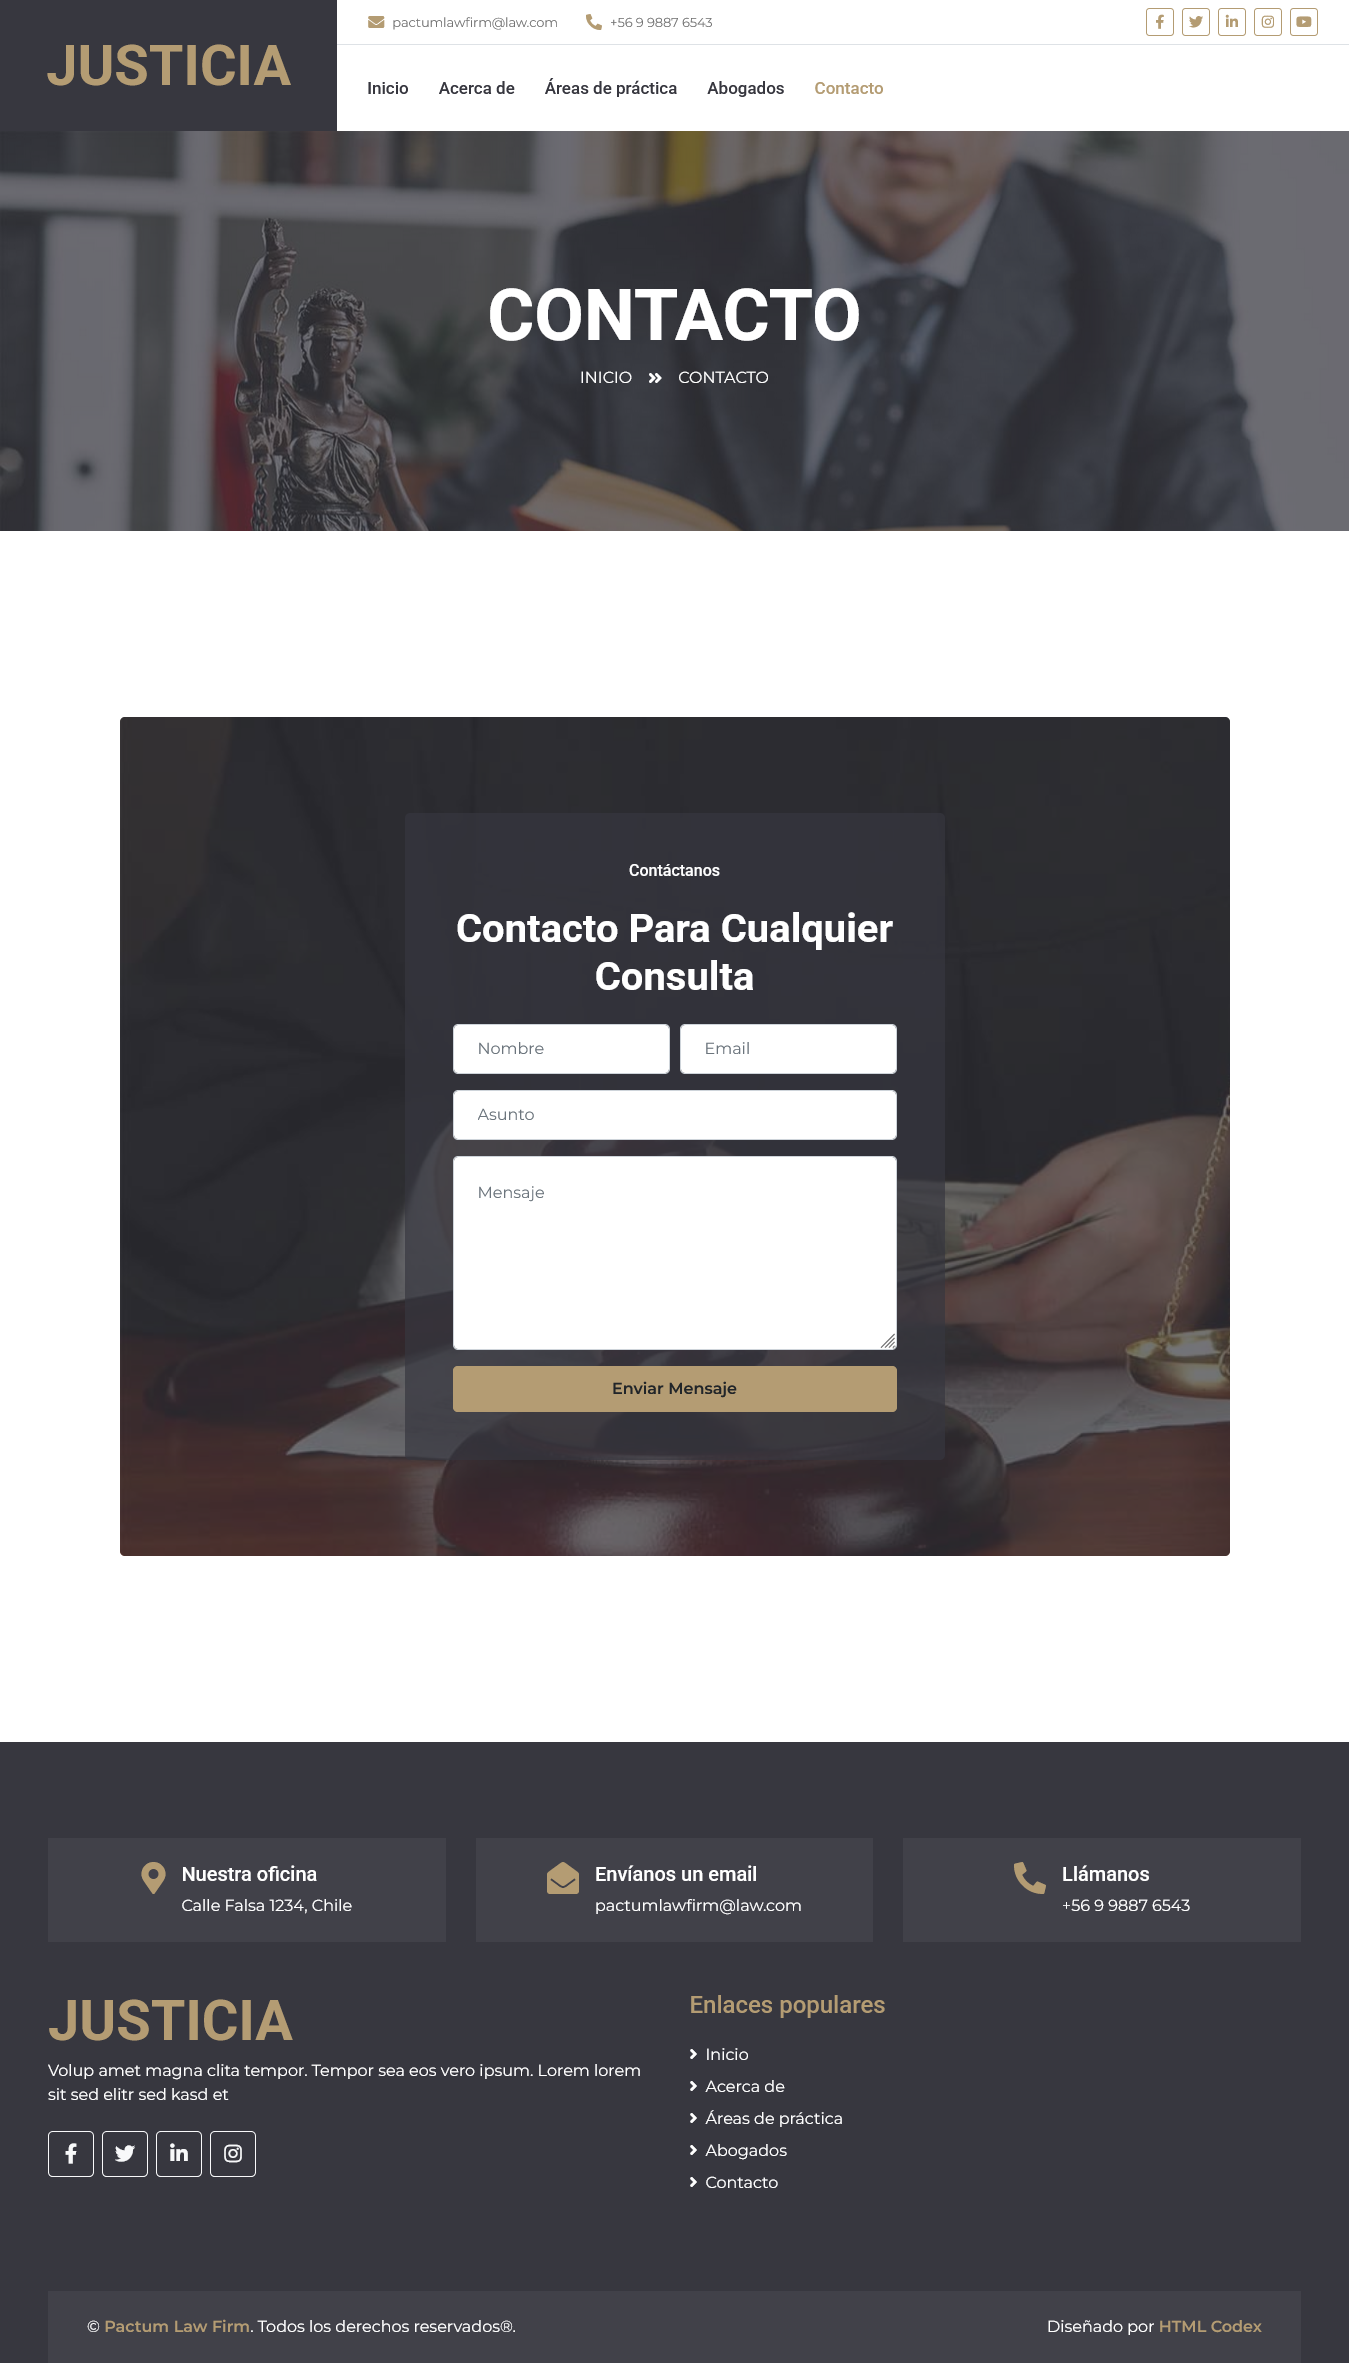 JUSTICIA
pactumlawfirm@law.com
+56 9 9887 6543
Inicio
Acerca de
Áreas de práctica
Abogados
Contacto
CONTACTO
INICIO
CONTACTO
Contáctanos
Contacto Para Cualquier
Consulta
Nombre
Email
Asunto
Mensaje
Enviar Mensaje
Nuestra oficina
Calle Falsa 1234, Chile
Envíanos un email
pactumlawfirm@law.com
Llámanos
+56 9 9887 6543
JUSTICIA
Volup amet magna clita tempor. Tempor sea eos vero ipsum. Lorem lorem
sit sed elitr sed kasd et
Enlaces populares
Inicio
Acerca de
Áreas de práctica
Abogados
Contacto
© Pactum Law Firm. Todos los derechos reservados®.
Diseñado por HTML Codex